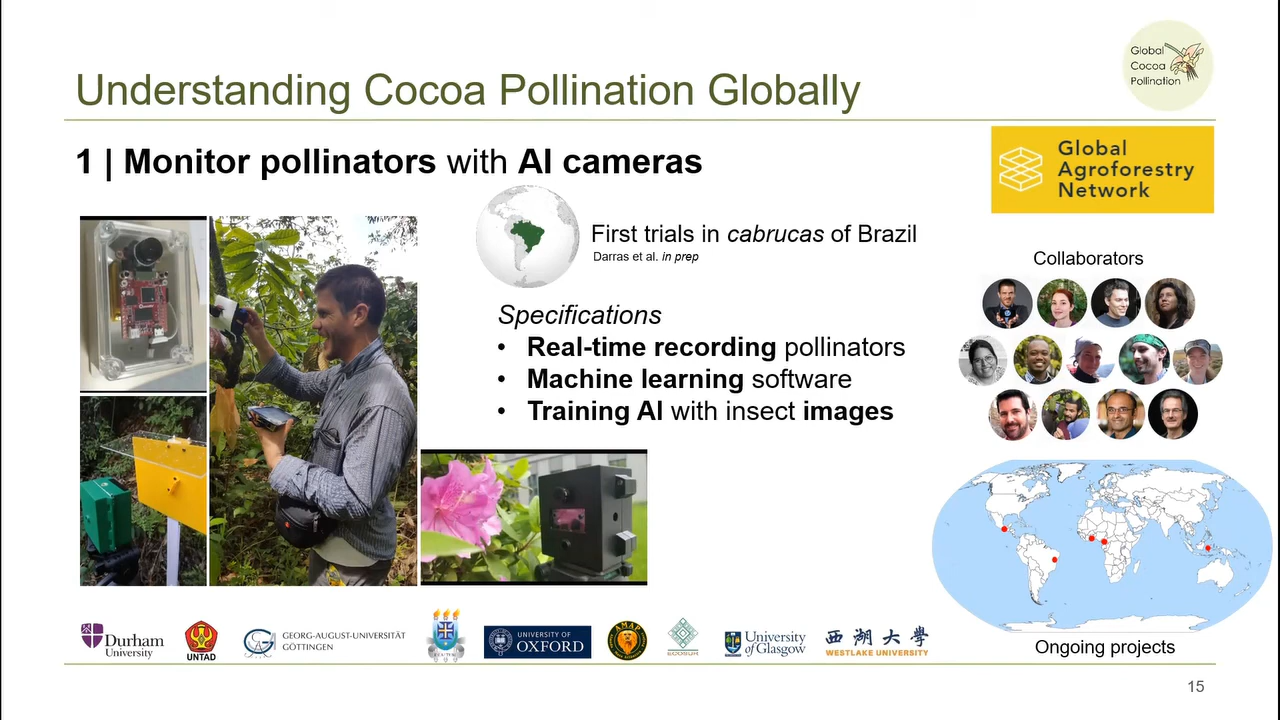 Global
Cocoa
Pollination
Understanding Cocoa Pollination Globally
1 | Monitor pollinators with AI cameras
Global
Agroforestry
Network
First trials in cabrucas of Brazil
Darras et al. in prep
Collaborators
Specifications
• Real-time recording pollinators
• Machine learning software
• Training AI with insect images
Durham
University
UNTAD
GEORG-AUGUST-UNIVERSITÄT
GÖTTINGEN
UNIVERSITY OF
OXFORD
AMAP
ECOSUR
University
of Glasgow
西湖大學
WESTLAKE UNIVERSITY
Ongoing projects
15